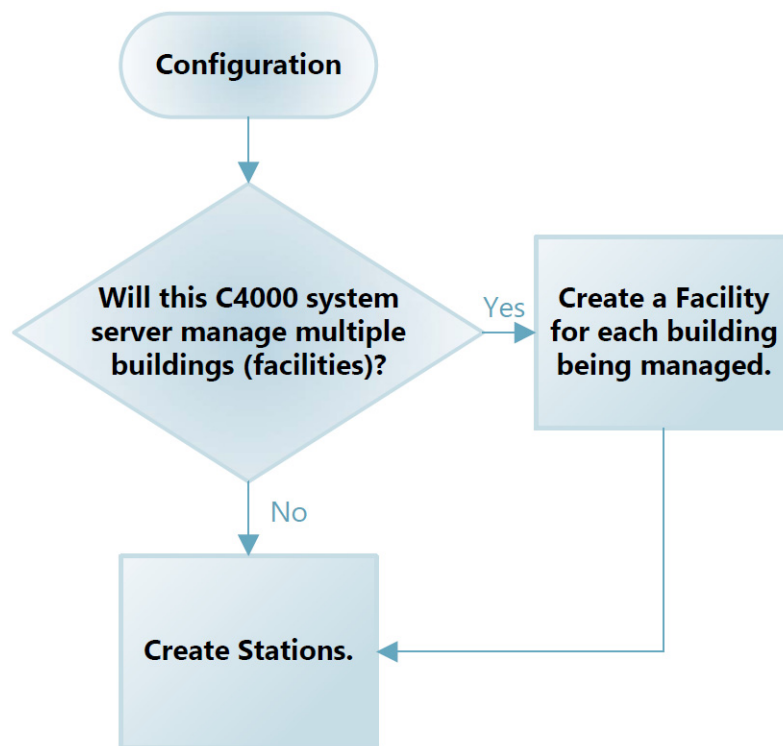 Configuration
Will this C4000 system
server manage multiple
buildings (facilities)?
Yes
Create a Facility
for each building
being managed.
No
Create Stations.